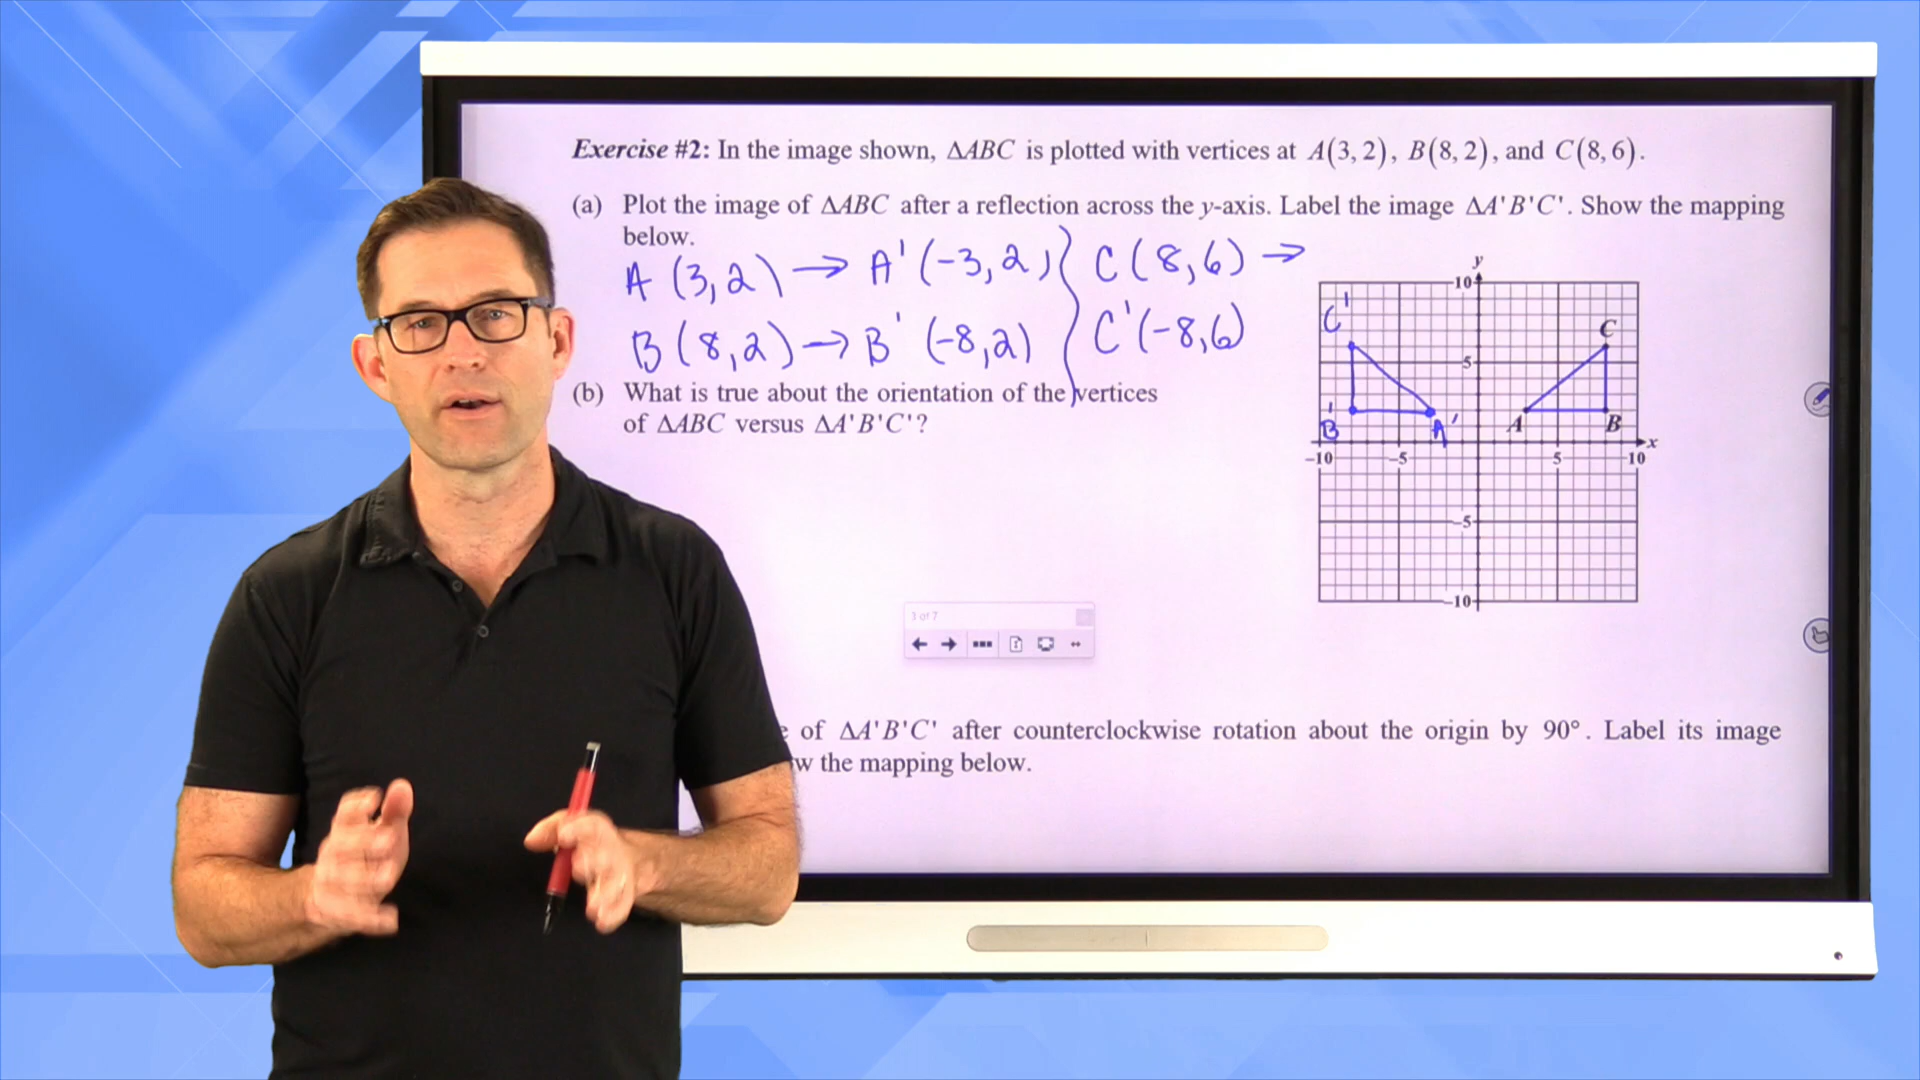 Exercise #2: In the image shown, ΔABC is plotted with vertices at A(3, 2), B(8, 2), and C(8, 6).
(a) Plot the image of ΔABC after a reflection across the y-axis. Label the image ΔA'B'C'. Show the mapping
below.
A (3,2) → A' (-3,2) C (8,6) →
B (8,2) → B' (-8,2) C' (-8,6)
(b) What is true about the orientation of the vertices
of ΔABC versus ΔA'B'C'?
y
10
C'
C
5
B'
A'
A
B
x
-10
-5
5
10
-5
-10
3 of 7
of ΔA'B'C' after counterclockwise rotation about the origin by 90°. Label its image
the mapping below.